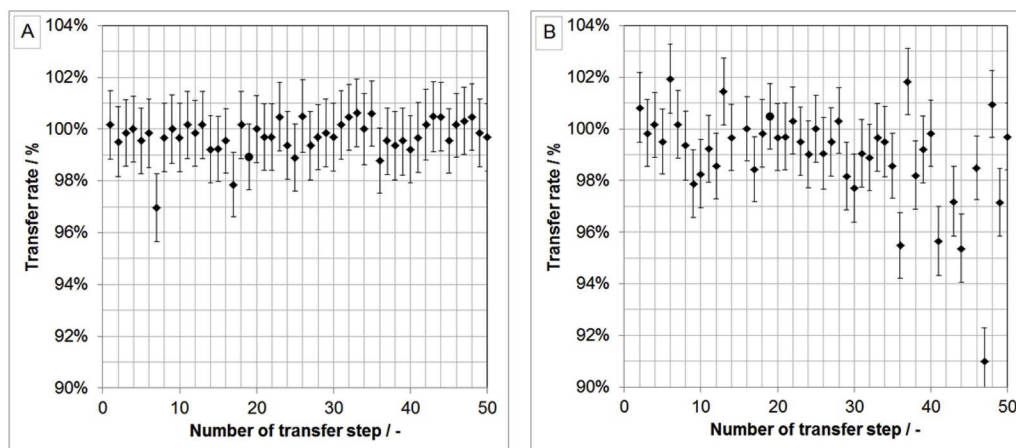 A
104%
102%
100%
98%
96%
94%
92%
90%
Transfer rate / %
0 10 20 30 40 50
Number of transfer step / -
B
104%
102%
100%
98%
96%
94%
92%
90%
Transfer rate / %
0 10 20 30 40 50
Number of transfer step / -